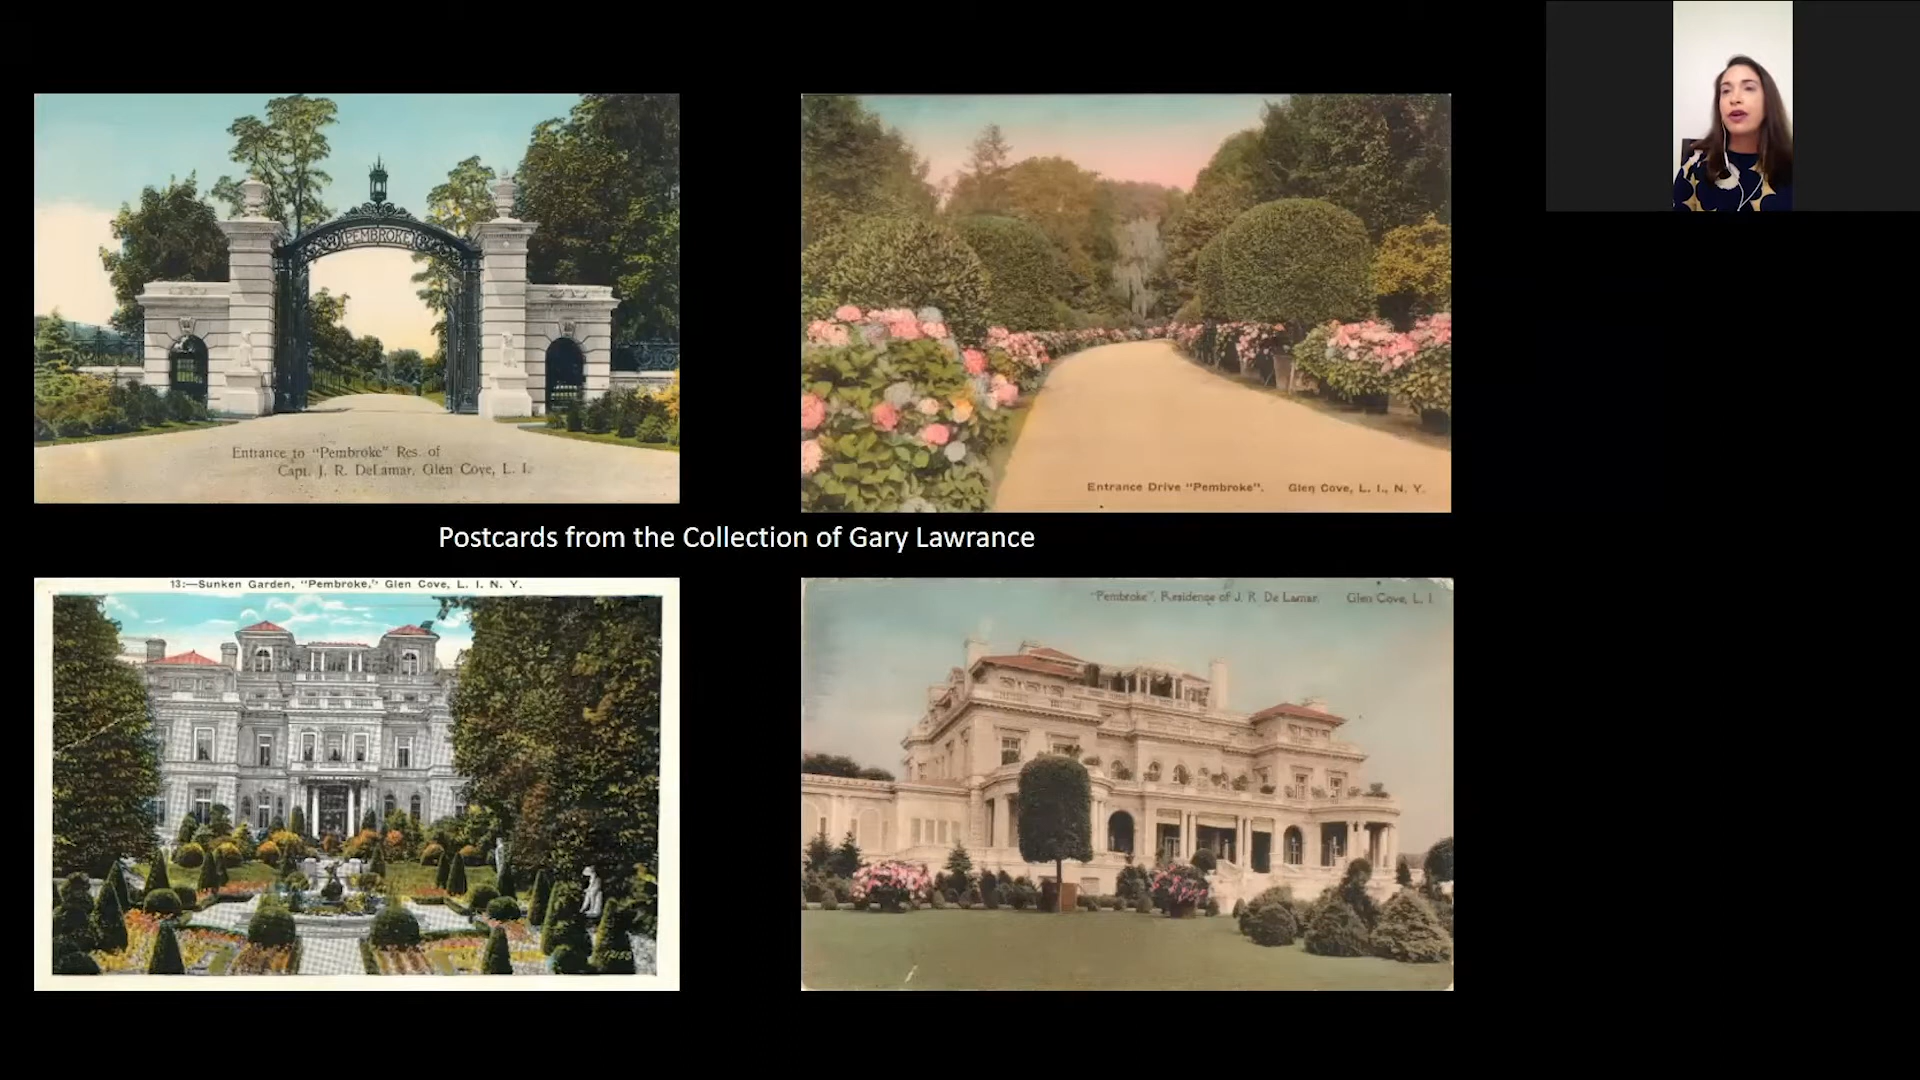 PEMBROKE
Entrance to "Pembroke" Res. of
Capt. J. R. DeLamar, Glen Cove, L. I.
Entrance Drive "Pembroke". Glen Cove, L. I., N. Y.
Postcards from the Collection of Gary Lawrance
13:—Sunken Garden, "Pembroke," Glen Cove, L. I. N. Y.
"Pembroke", Residence of J. R. De Lamar. Glen Cove, L. I.